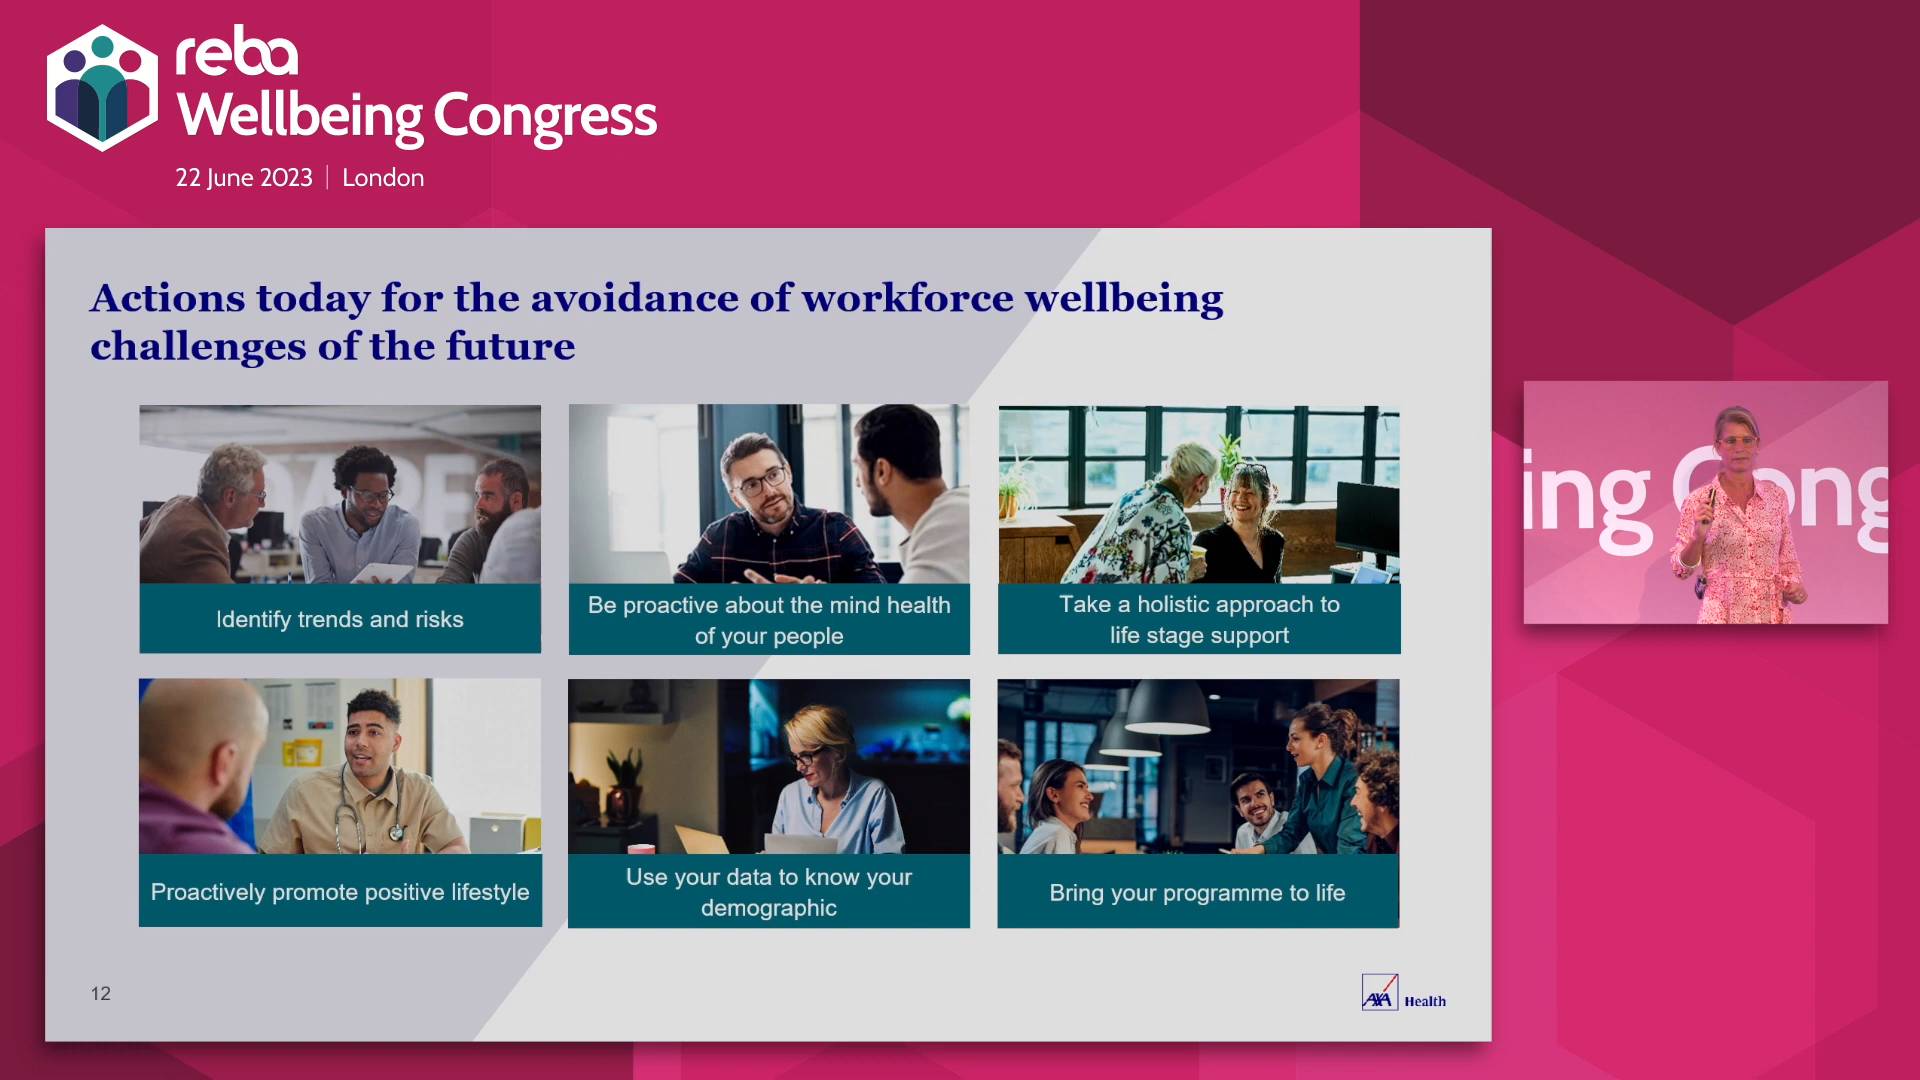 reba
Wellbeing Congress
22 June 2023 | London
Actions today for the avoidance of workforce wellbeing
challenges of the future
Identify trends and risks
Be proactive about the mind health
of your people
Take a holistic approach to
life stage support
Proactively promote positive lifestyle
Use your data to know your
demographic
Bring your programme to life
12
AXA Health
ing Cong